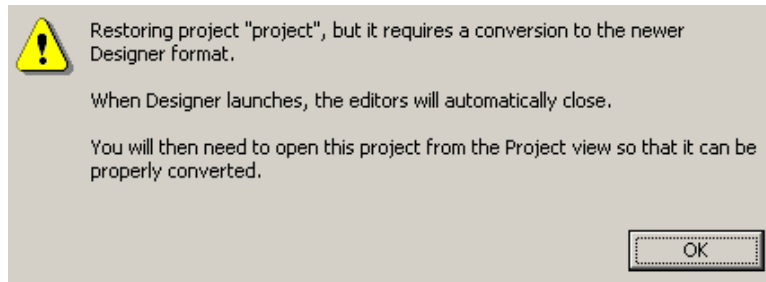 Restoring project "project", but it requires a conversion to the newer
Designer format.
When Designer launches, the editors will automatically close.
You will then need to open this project from the Project view so that it can be
properly converted.
OK